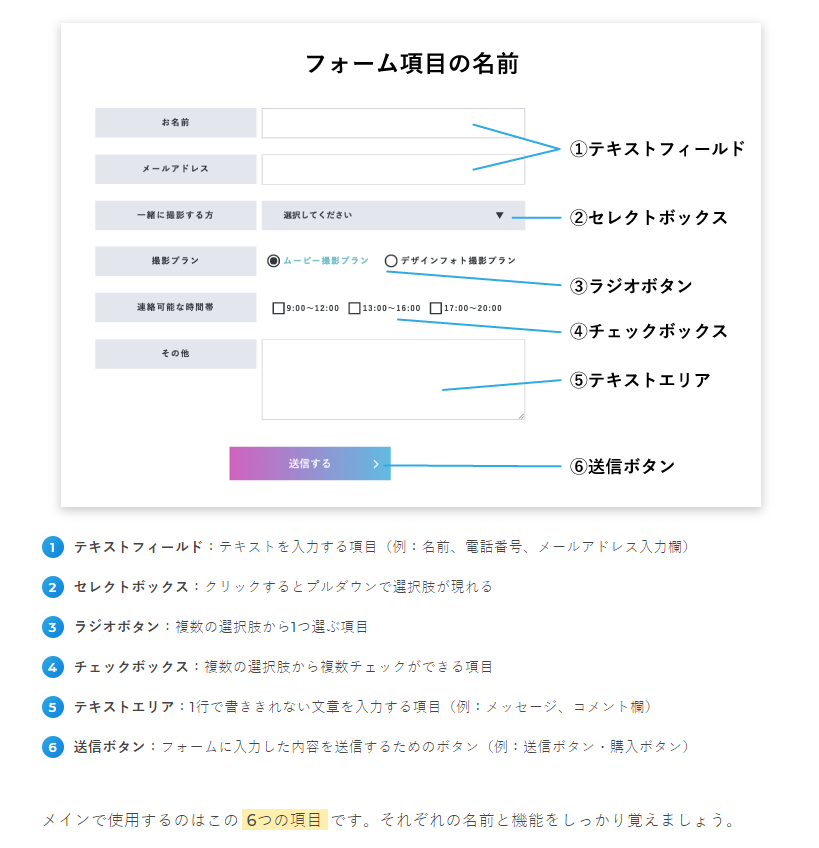 フォーム項目の名前
お名前
①テキストフィールド
メールアドレス
一緒に撮影する方 選択してください ▼ ②セレクトボックス
撮影プラン ムービー撮影プラン デザインフォト撮影プラン
③ラジオボタン
連絡可能な時間帯 9:00～12:00 13:00～16:00 17:00～20:00
④チェックボックス
その他
⑤テキストエリア
送信する ⑥送信ボタン
1 テキストフィールド：テキストを入力する項目（例：名前、電話番号、メールアドレス入力欄）
2 セレクトボックス：クリックするとプルダウンで選択肢が現れる
3 ラジオボタン：複数の選択肢から1つ選ぶ項目
4 チェックボックス：複数の選択肢から複数チェックができる項目
5 テキストエリア：1行で書ききれない文章を入力する項目（例：メッセージ、コメント欄）
6 送信ボタン：フォームに入力した内容を送信するためのボタン（例：送信ボタン・購入ボタン）
メインで使用するのはこの 6つの項目 です。それぞれの名前と機能をしっかり覚えましょう。